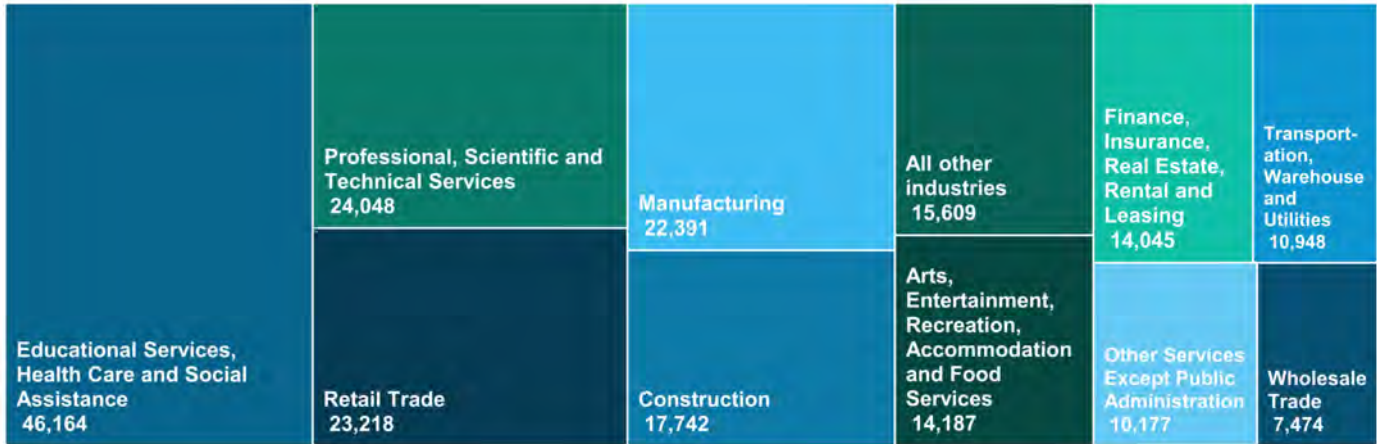 Educational Services,
Health Care and Social
Assistance
46,164
Professional, Scientific and
Technical Services
24,048
Retail Trade
23,218
Manufacturing
22,391
Construction
17,742
All other
industries
15,609
Arts,
Entertainment,
Recreation,
Accommodation
and Food
Services
14,187
Finance,
Insurance,
Real Estate,
Rental and
Leasing
14,045
Transport-
ation,
Warehouse
and
Utilities
10,948
Other Services
Except Public
Administration
10,177
Wholesale
Trade
7,474